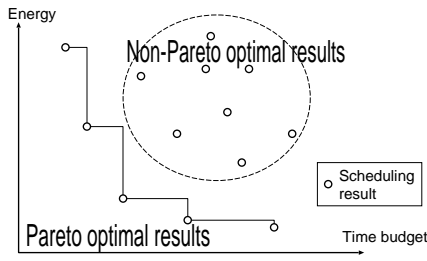 Energy
Non-Pareto optimal results
Scheduling
result
Pareto optimal results
Time budget